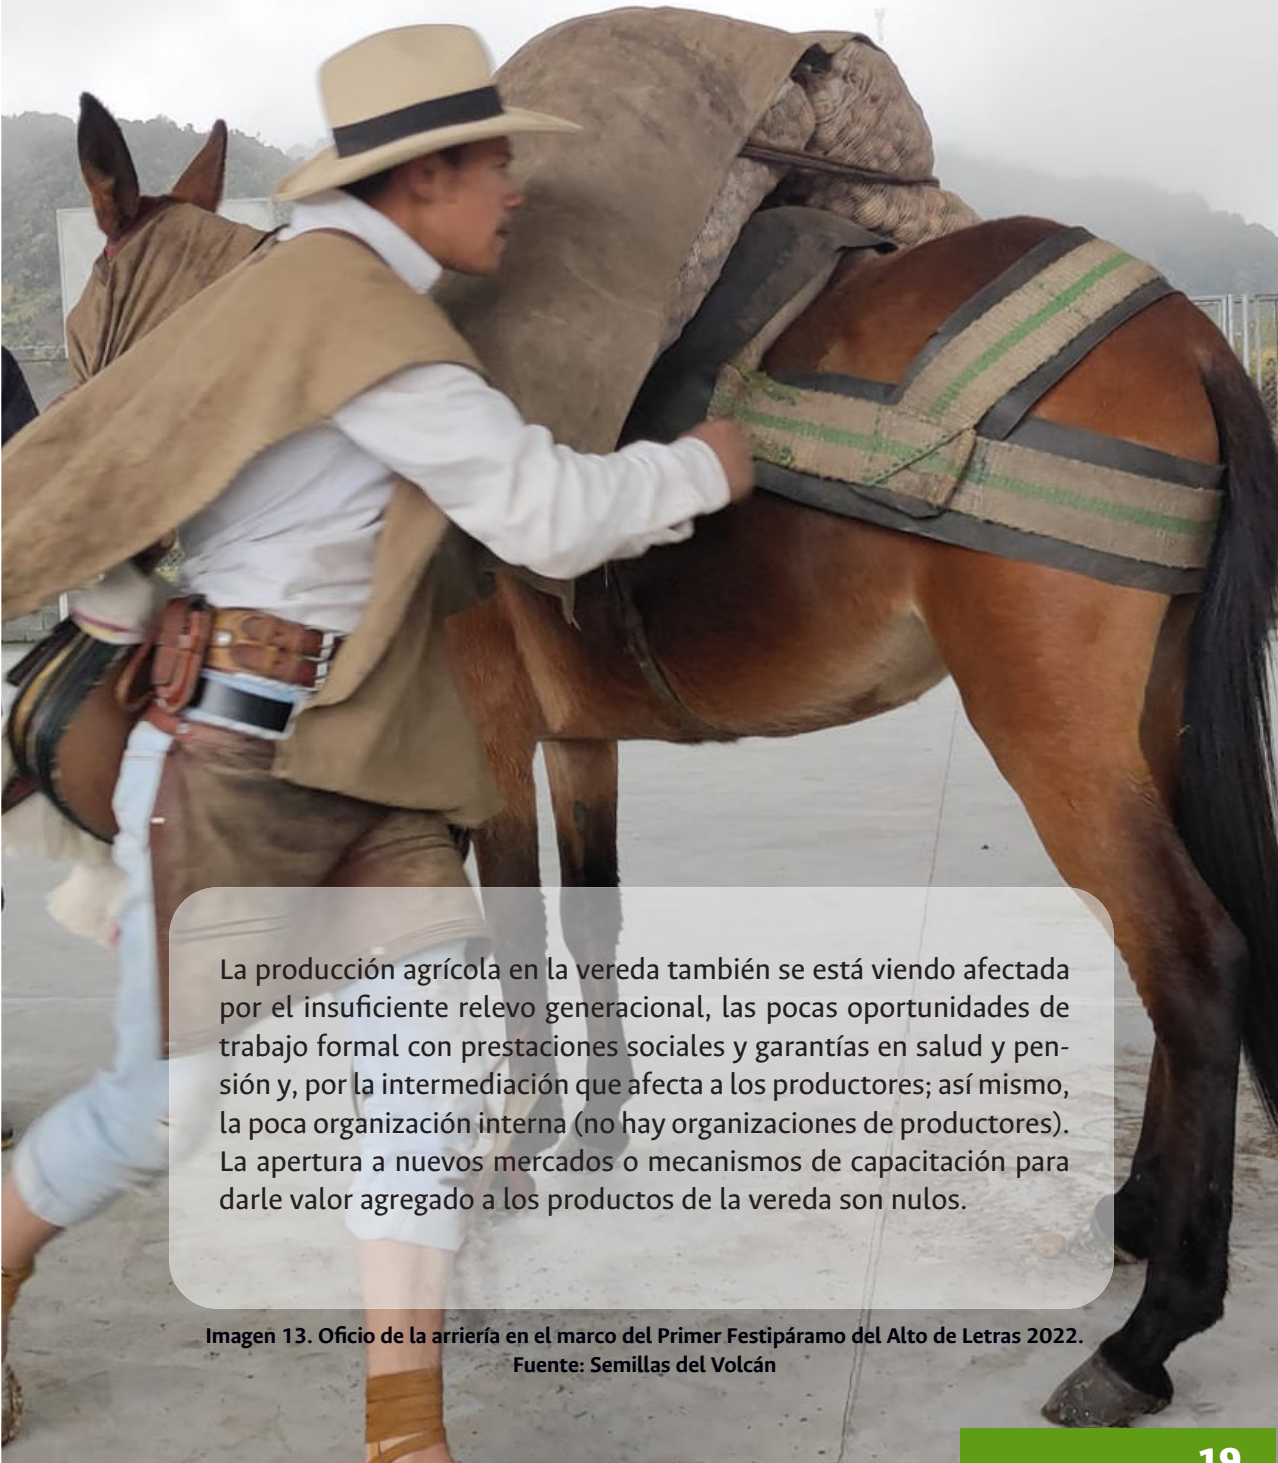 La producción agrícola en la vereda también se está viendo afectada
por el insuficiente relevo generacional, las pocas oportunidades de
trabajo formal con prestaciones sociales y garantías en salud y pen-
sión y, por la intermediación que afecta a los productores; así mismo,
la poca organización interna (no hay organizaciones de productores).
La apertura a nuevos mercados o mecanismos de capacitación para
darle valor agregado a los productos de la vereda son nulos.
Imagen 13. Oficio de la arriería en el marco del Primer Festipáramo del Alto de Letras 2022.
Fuente: Semillas del Volcán
19